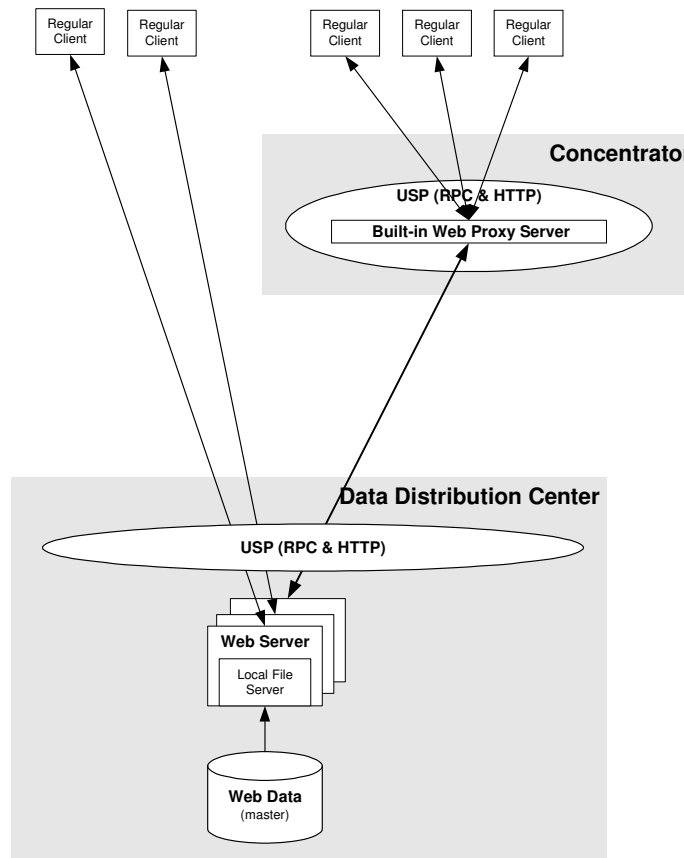 Regular
Client
Regular
Client
Regular
Client
Regular
Client
Regular
Client
Concentrator
USP (RPC & HTTP)
Built-in Web Proxy Server
Data Distribution Center
USP (RPC & HTTP)
Web Server
Local File
Server
Web Data
(master)